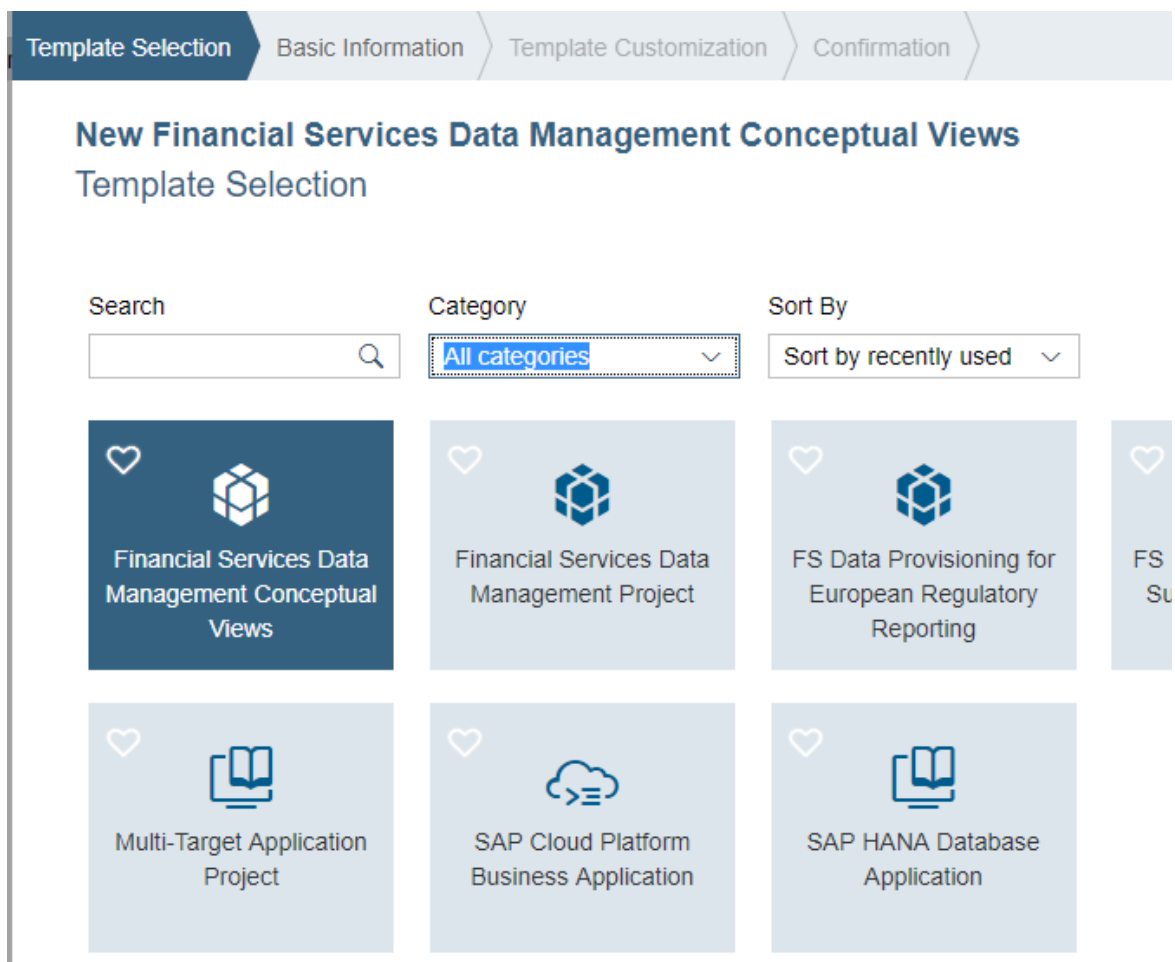 Template Selection
Basic Information
Template Customization
Confirmation
New Financial Services Data Management Conceptual Views
Template Selection
Search
Category
Sort By
All categories
Sort by recently used
Financial Services Data
Management Conceptual
Views
Financial Services Data
Management Project
FS Data Provisioning for
European Regulatory
Reporting
FS
Multi-Target Application
Project
SAP Cloud Platform
Business Application
SAP HANA Database
Application